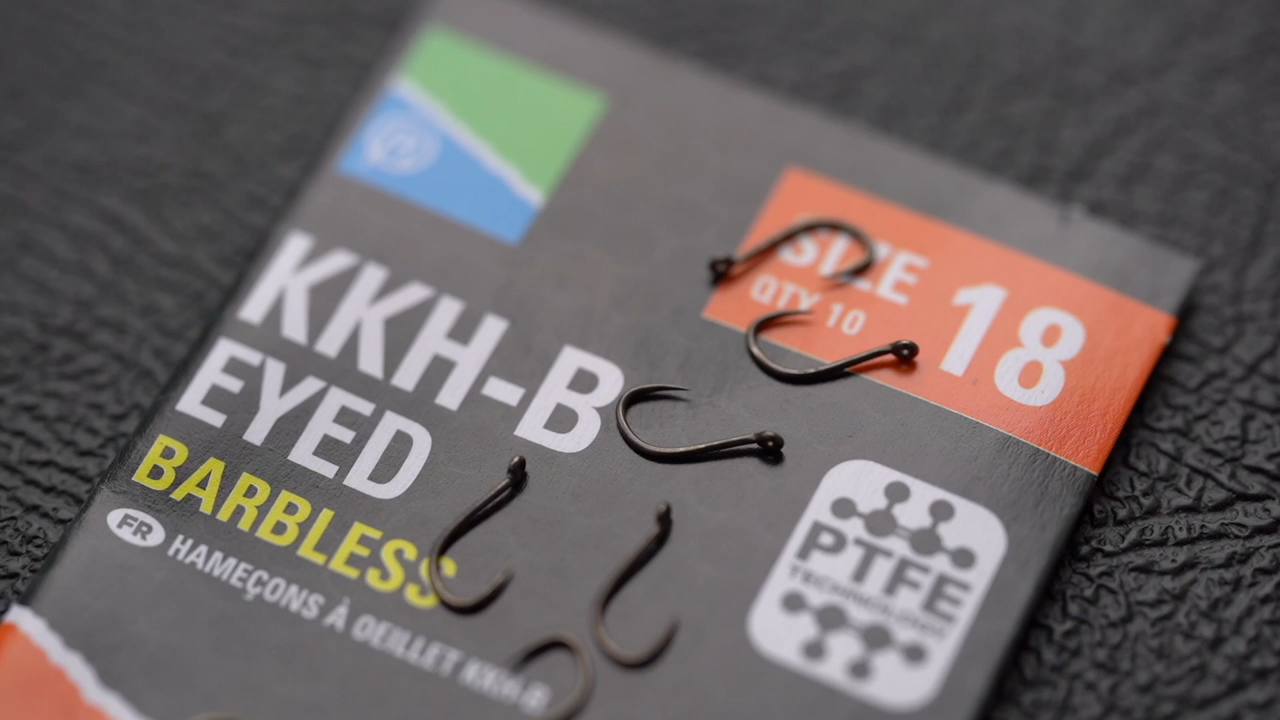 SIZE 18
QTY 10
KKH-B
EYED
BARBLESS
FR HAMEÇONS À OEILLET KKH-B
PTFE
TECHNOLOGY